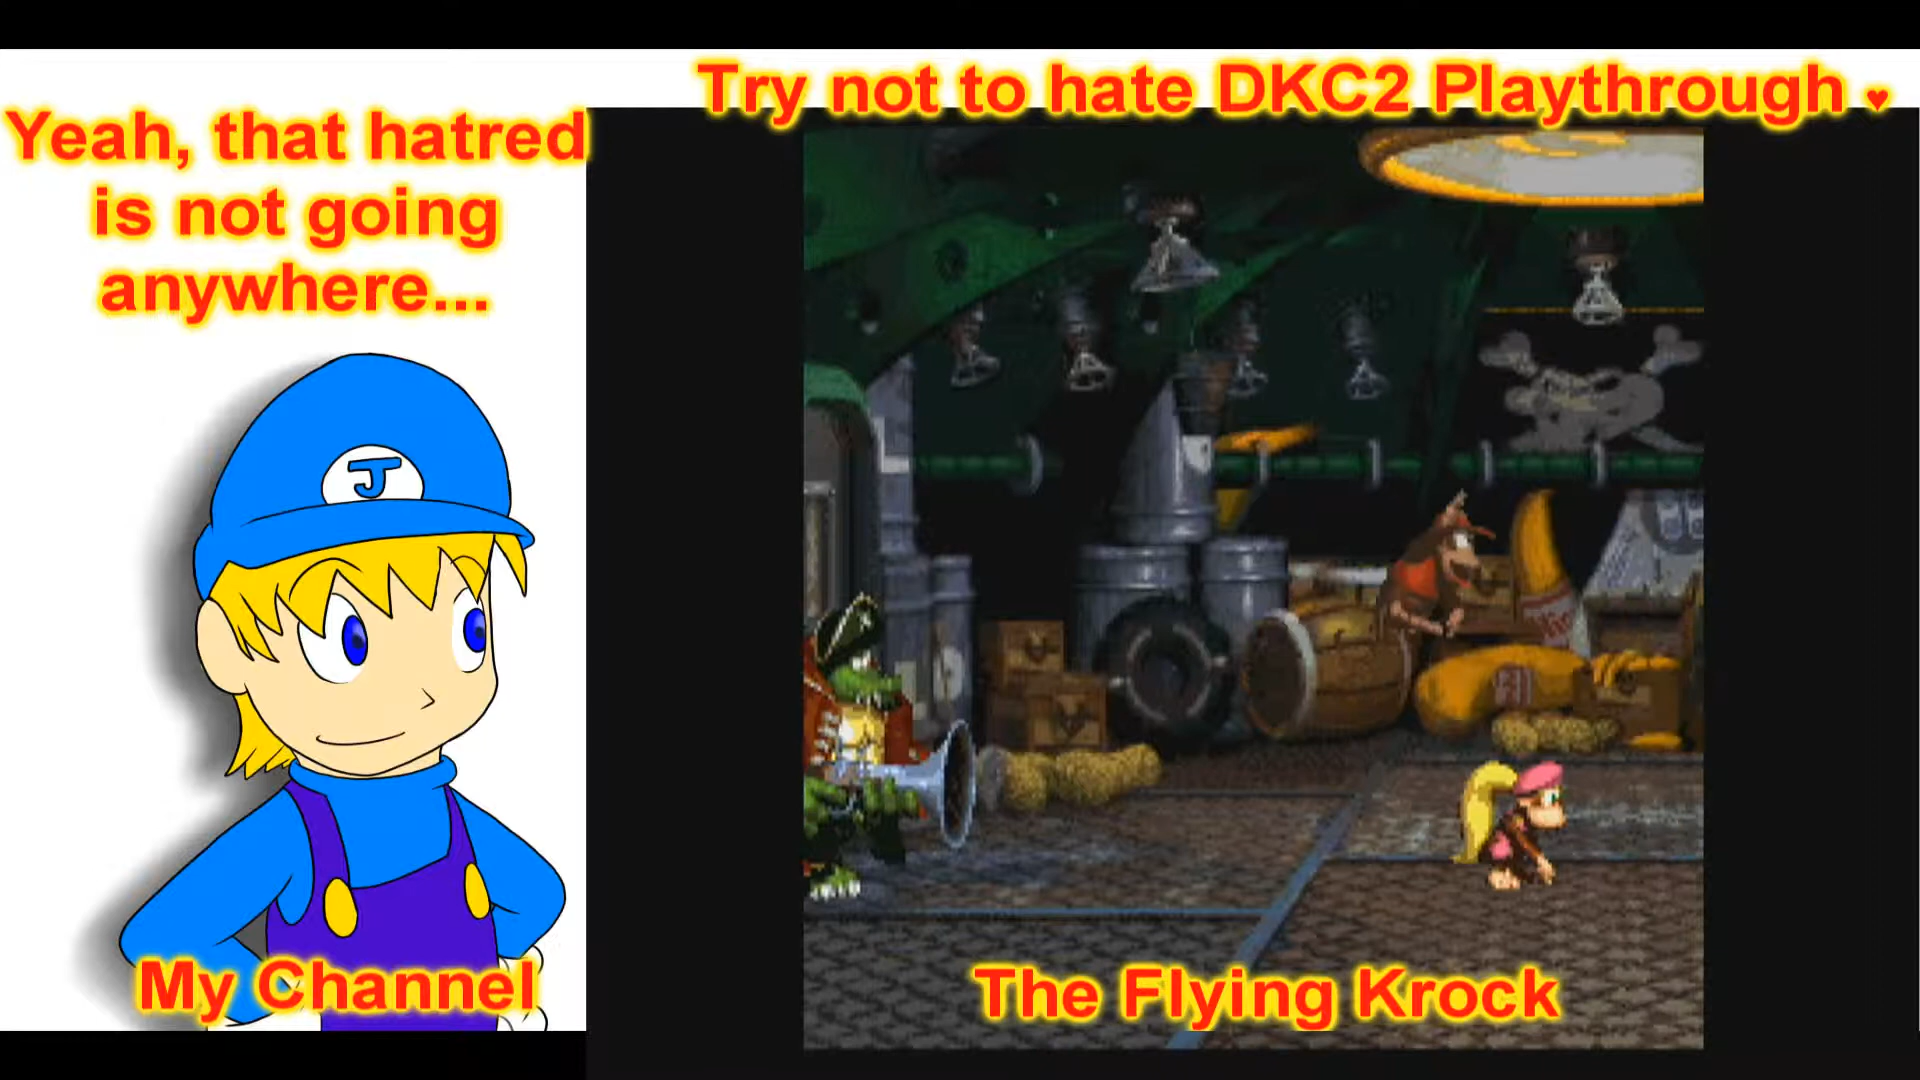 Try not to hate DKC2 Playthrough ♥
Yeah, that hatred
is not going
anywhere...
J
My Channel
The Flying Krock